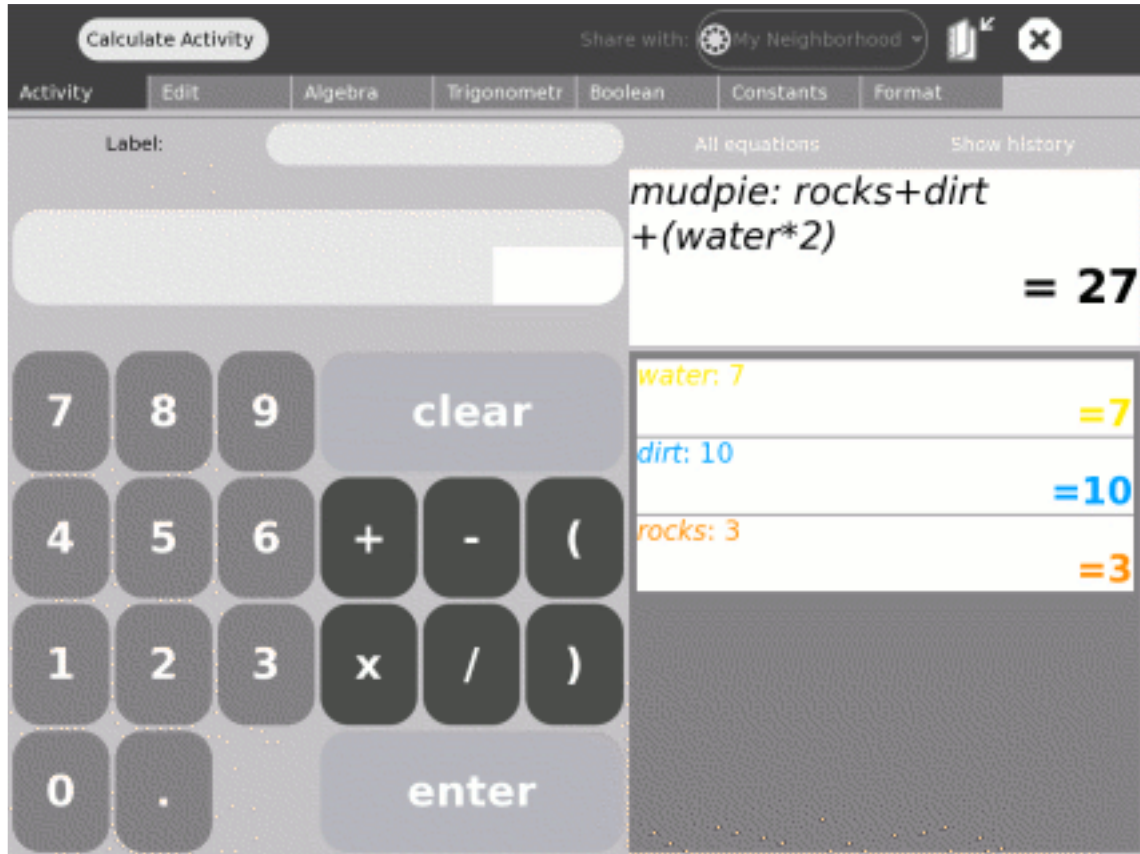 Calculate Activity
Share with: My Neighborhood
Activity Edit Algebra Trigonometr Boolean Constants Format
Label:
All equations Show history
mudpie: rocks+dirt
+(water*2)
= 27
water: 7
=7
dirt: 10
=10
rocks: 3
=3
7 8 9 clear
4 5 6 + - (
1 2 3 x / )
0 . enter